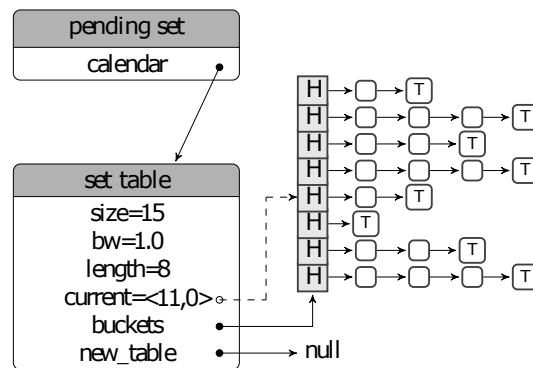 pending set
calendar
set table
size=15
bw=1.0
length=8
current=<11,0>
buckets
new_table
null
H T
H T
H T
H T
H T
H T
H T
H T